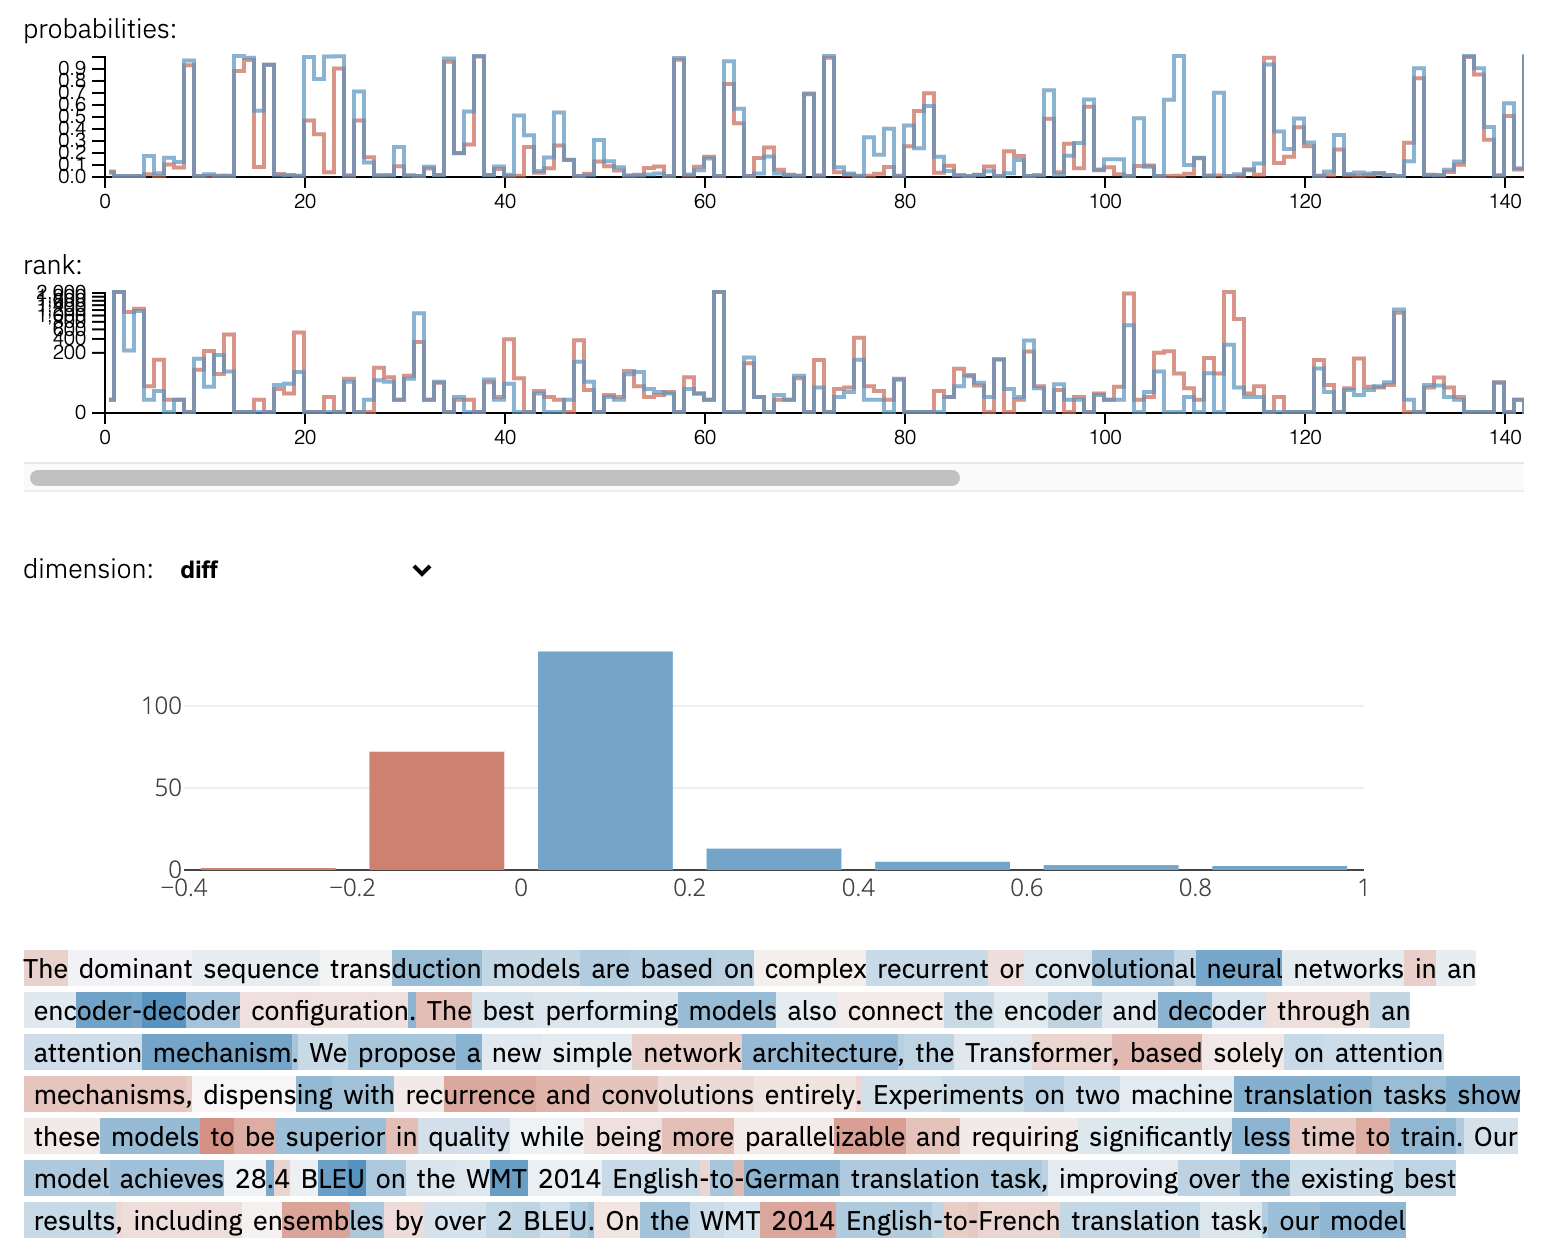 probabilities:
0.9
0.8
0.7
0.6
0.5
0.4
0.3
0.2
0.1
0.0
0 20 40 60 80 100 120 140
rank:
2,000
1,000
800
600
400
200
0
0 20 40 60 80 100 120 140
dimension: diff
100
50
0
−0.4 −0.2 0 0.2 0.4 0.6 0.8 1
The dominant sequence transduction models are based on complex recurrent or convolutional neural networks in an
encoder-decoder configuration. The best performing models also connect the encoder and decoder through an
attention mechanism. We propose a new simple network architecture, the Transformer, based solely on attention
mechanisms, dispensing with recurrence and convolutions entirely. Experiments on two machine translation tasks show
these models to be superior in quality while being more parallelizable and requiring significantly less time to train. Our
model achieves 28.4 BLEU on the WMT 2014 English-to-German translation task, improving over the existing best
results, including ensembles by over 2 BLEU. On the WMT 2014 English-to-French translation task, our model